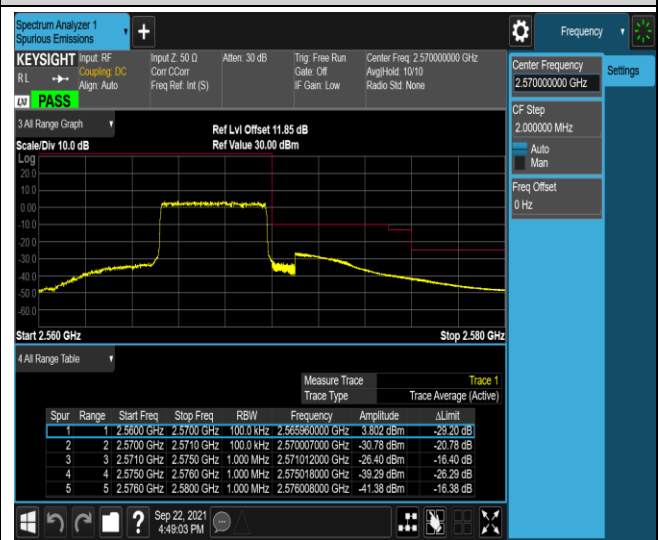 Spectrum Analyzer 1
Spurious Emissions
Frequency
KEYSIGHT Input: RF Input Z: 50 Ω Atten: 30 dB Trig: Free Run Center Freq: 2.570000000 GHz
RL Coupling: DC Corr CCorr Gate: Off Avg|Hold: 10/10
Align: Auto Freq Ref: Int (S) IF Gain: Low Radio Std: None
LXI PASS
Center Frequency
2.570000000 GHz
Settings
CF Step
2.000000 MHz
Auto
Man
Freq Offset
0 Hz
3 All Range Graph
Ref Lvl Offset 11.85 dB
Scale/Div 10.0 dB Ref Value 30.00 dBm
Log
20.0
10.0
0.00
-10.0
-20.0
-30.0
-40.0
-50.0
-60.0
Start 2.560 GHz Stop 2.580 GHz
4 All Range Table
Measure Trace Trace 1
Trace Type Trace Average (Active)
Spur Range Start Freq Stop Freq RBW Frequency Amplitude ΔLimit
1 1 2.5600 GHz 2.5700 GHz 100.0 kHz 2.565960000 GHz 3.802 dBm -29.20 dB
2 2 2.5700 GHz 2.5710 GHz 100.0 kHz 2.570007000 GHz -30.78 dBm -20.78 dB
3 3 2.5710 GHz 2.5750 GHz 1.000 MHz 2.571012000 GHz -26.40 dBm -16.40 dB
4 4 2.5750 GHz 2.5760 GHz 1.000 MHz 2.575018000 GHz -39.29 dBm -26.29 dB
5 5 2.5760 GHz 2.5800 GHz 1.000 MHz 2.576008000 GHz -41.38 dBm -16.38 dB
Sep 22, 2021
4:49:03 PM